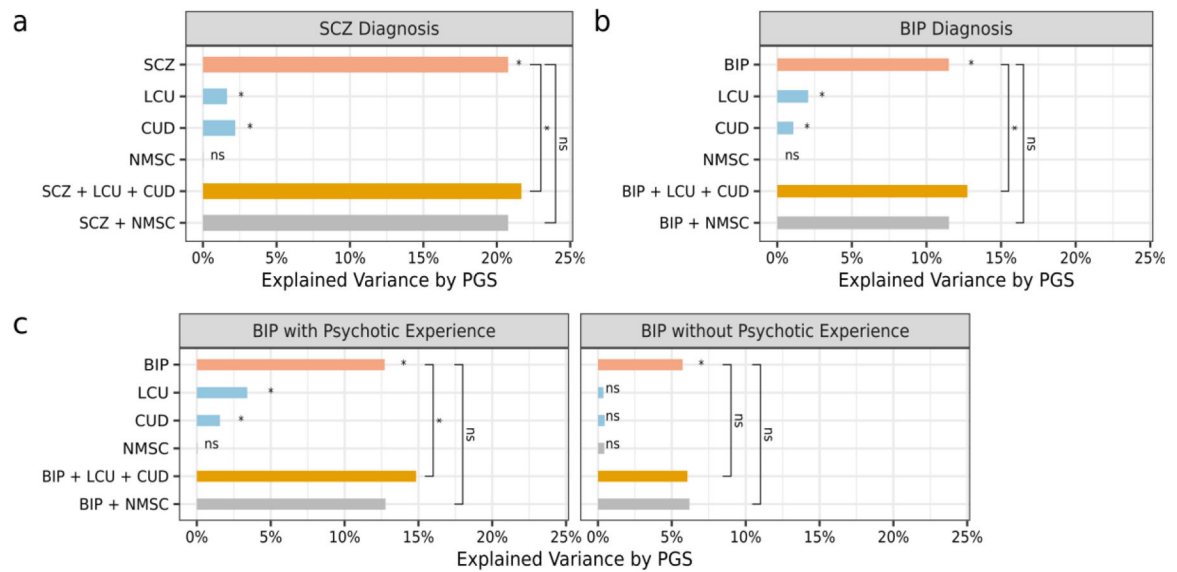 a
SCZ Diagnosis
SCZ *
LCU *
CUD *
NMSC ns
SCZ + LCU + CUD
SCZ + NMSC
* ns
0% 5% 10% 15% 20% 25%
Explained Variance by PGS
b
BIP Diagnosis
BIP *
LCU *
CUD *
NMSC ns
BIP + LCU + CUD
BIP + NMSC
* ns
0% 5% 10% 15% 20% 25%
Explained Variance by PGS
c
BIP with Psychotic Experience
BIP *
LCU *
CUD *
NMSC ns
BIP + LCU + CUD
BIP + NMSC
* ns
0% 5% 10% 15% 20% 25%
BIP without Psychotic Experience
*
ns
ns
ns
ns ns
0% 5% 10% 15% 20% 25%
Explained Variance by PGS